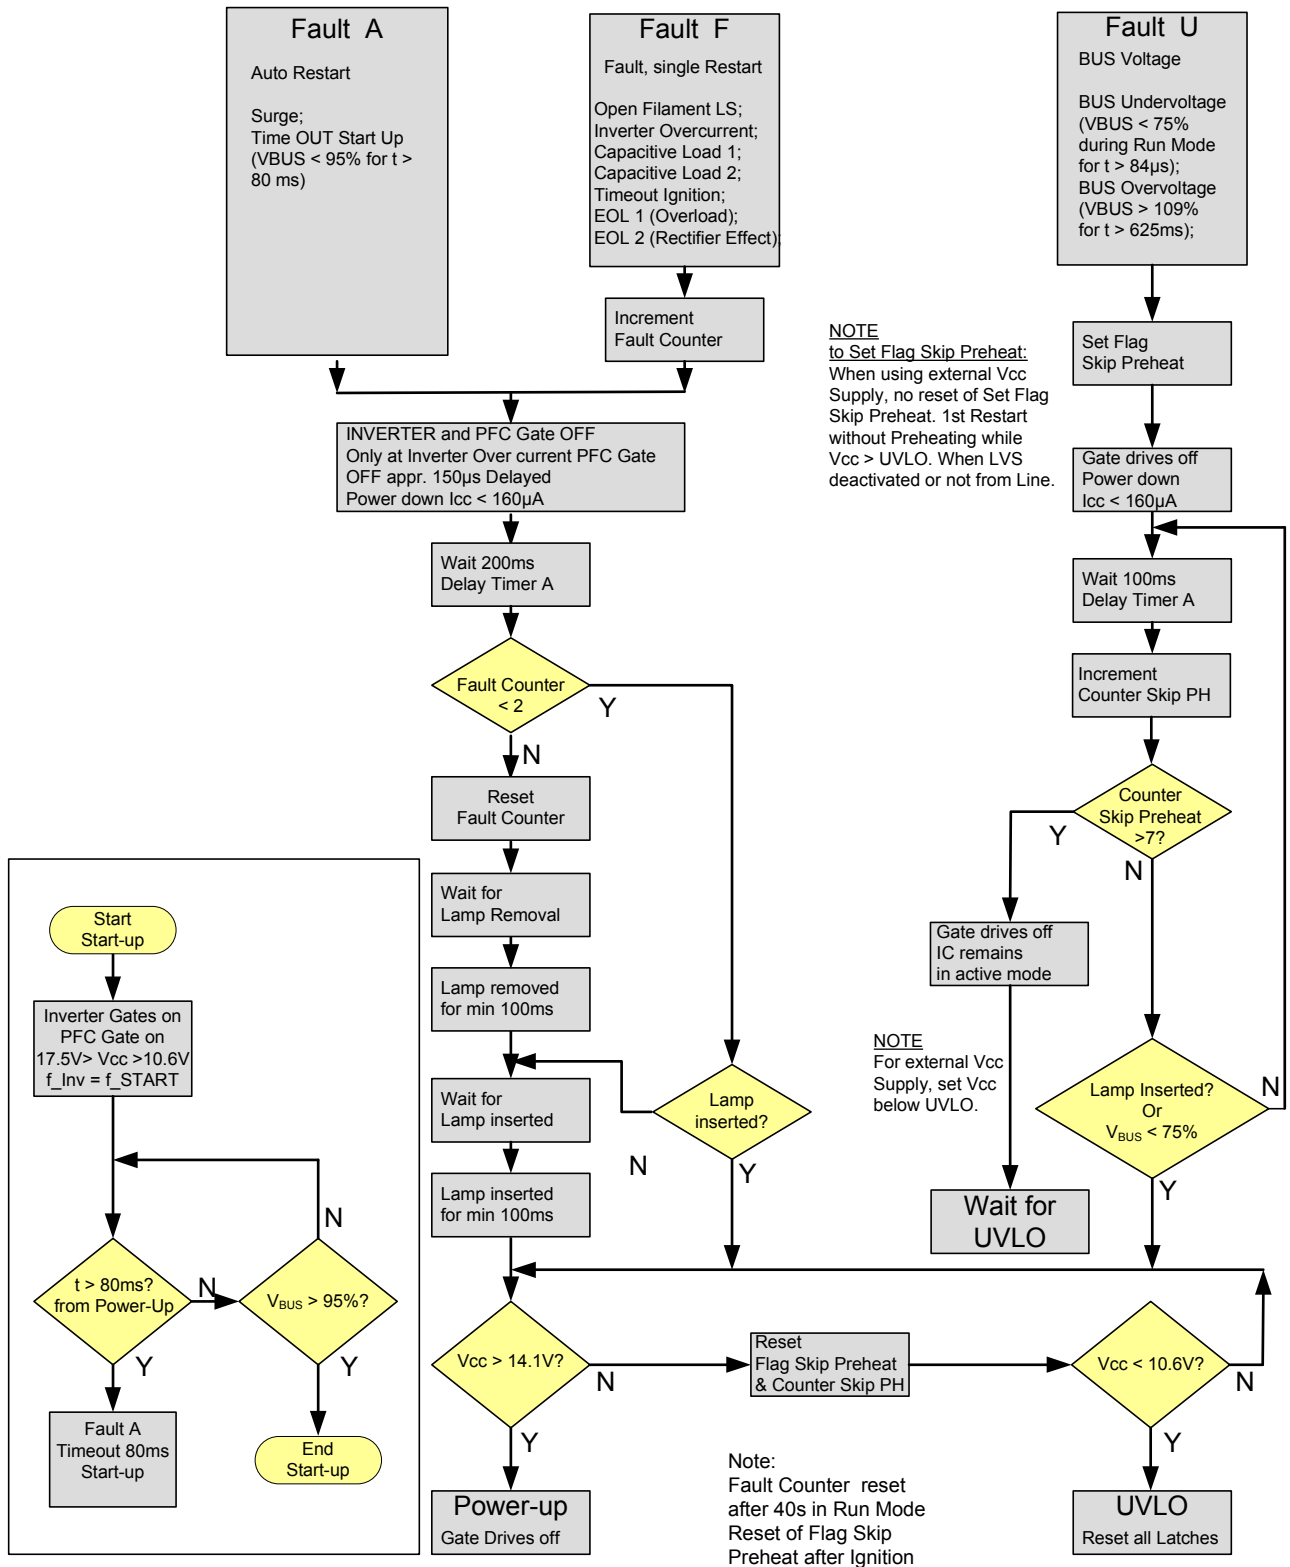 Fault A
Auto Restart
Surge;
Time OUT Start Up
(VBUS < 95% for t >
80 ms)
Fault F
Fault, single Restart
Open Filament LS;
Inverter Overcurrent;
Capacitive Load 1;
Capacitive Load 2;
Timeout Ignition;
EOL 1 (Overload);
EOL 2 (Rectifier Effect);
Fault U
BUS Voltage
BUS Undervoltage
(VBUS < 75%
during Run Mode
for t > 84µs);
BUS Overvoltage
(VBUS > 109%
for t > 625ms);
Increment
Fault Counter
NOTE
to Set Flag Skip Preheat:
When using external Vcc
Supply, no reset of Set Flag
Skip Preheat. 1st Restart
without Preheating while
Vcc > UVLO. When LVS
deactivated or not from Line.
Set Flag
Skip Preheat
INVERTER and PFC Gate OFF
Only at Inverter Over current PFC Gate
OFF appr. 150µs Delayed
Power down Icc < 160µA
Gate drives off
Power down
Icc < 160µA
Wait 200ms
Delay Timer A
Wait 100ms
Delay Timer A
Fault Counter
< 2
Y
N
Increment
Counter Skip PH
Reset
Fault Counter
Counter
Skip Preheat
>7?
Y
N
Wait for
Lamp Removal
Gate drives off
IC remains
in active mode
Lamp removed
for min 100ms
NOTE
For external Vcc
Supply, set Vcc
below UVLO.
Wait for
Lamp inserted
Lamp
inserted?
N
Y
Lamp Inserted?
Or
VBUS < 75%
N
Y
Lamp inserted
for min 100ms
Wait for
UVLO
Start
Start-up
Inverter Gates on
PFC Gate on
17.5V> Vcc >10.6V
f_Inv = f_START
N
t > 80ms?
from Power-Up
N
VBUS > 95%?
Y
Y
Fault A
Timeout 80ms
Start-up
End
Start-up
Vcc > 14.1V?
N
Y
Reset
Flag Skip Preheat
& Counter Skip PH
Vcc < 10.6V?
N
Y
Power-up
Gate Drives off
Note:
Fault Counter reset
after 40s in Run Mode
Reset of Flag Skip
Preheat after Ignition
UVLO
Reset all Latches